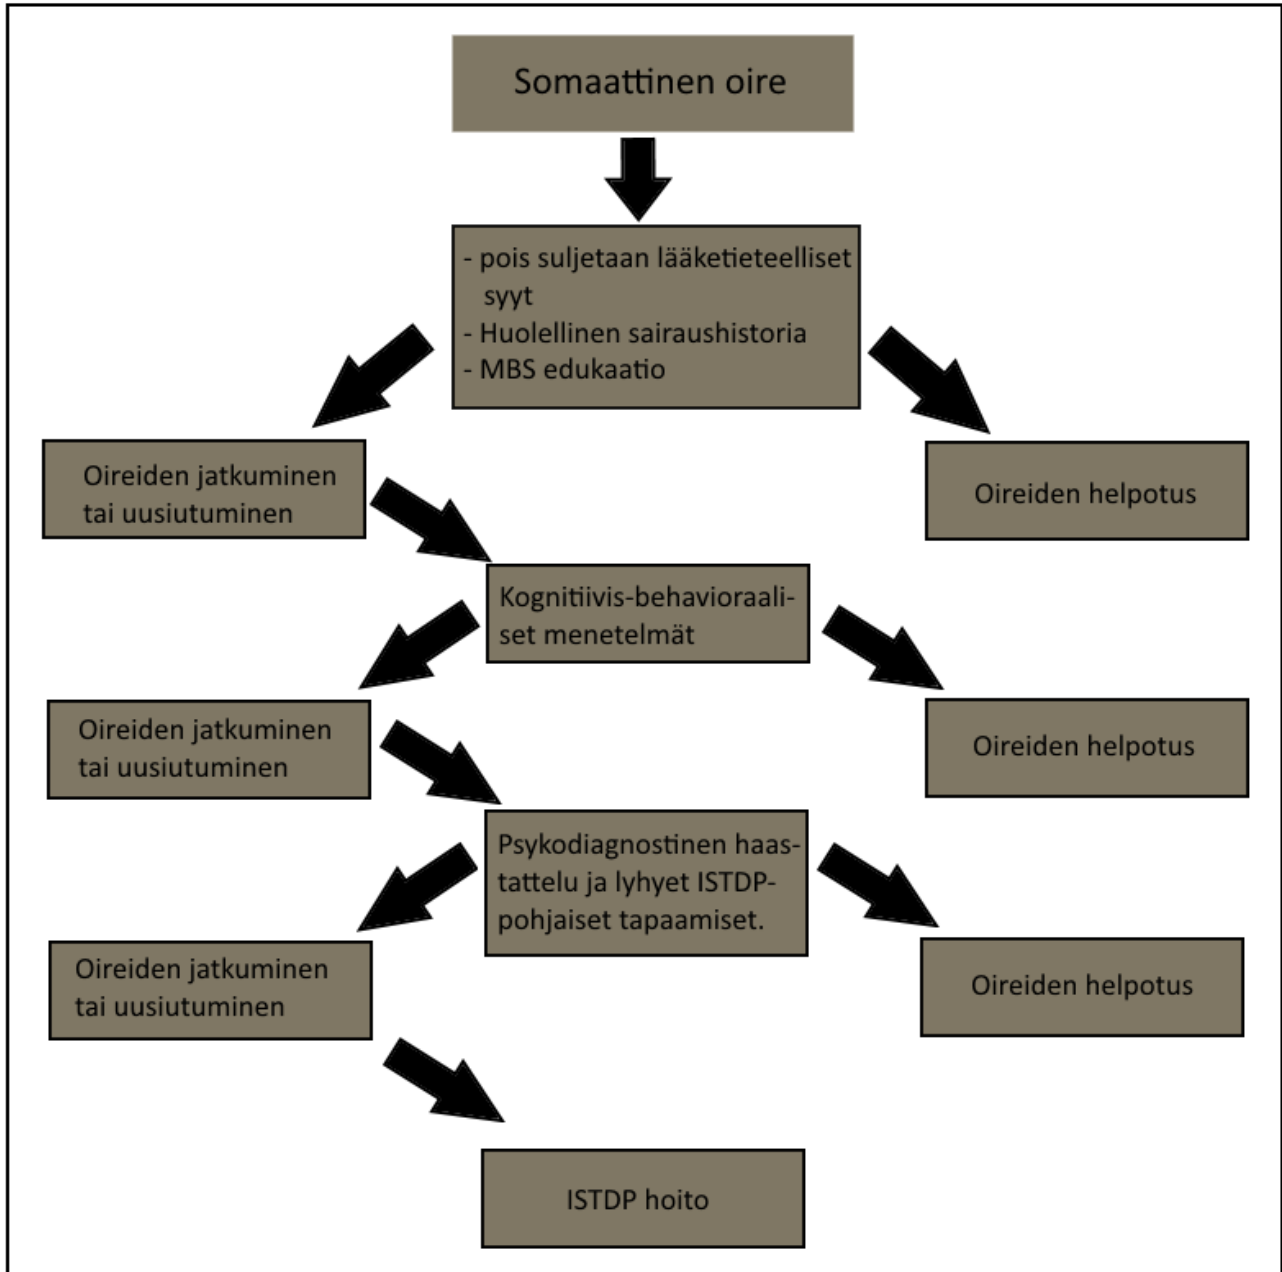 Somaattinen oire
- pois suljetaan lääketieteelliset
syyt
- Huolellinen sairaushistoria
- MBS edukaatio
Oireiden jatkuminen
tai uusiutuminen
Oireiden helpotus
Kognitiivis-behavioraali-
set menetelmät
Oireiden jatkuminen
tai uusiutuminen
Oireiden helpotus
Psykodiagnostinen haas-
tattelu ja lyhyet ISTDP-
pohjaiset tapaamiset.
Oireiden jatkuminen
tai uusiutuminen
Oireiden helpotus
ISTDP hoito